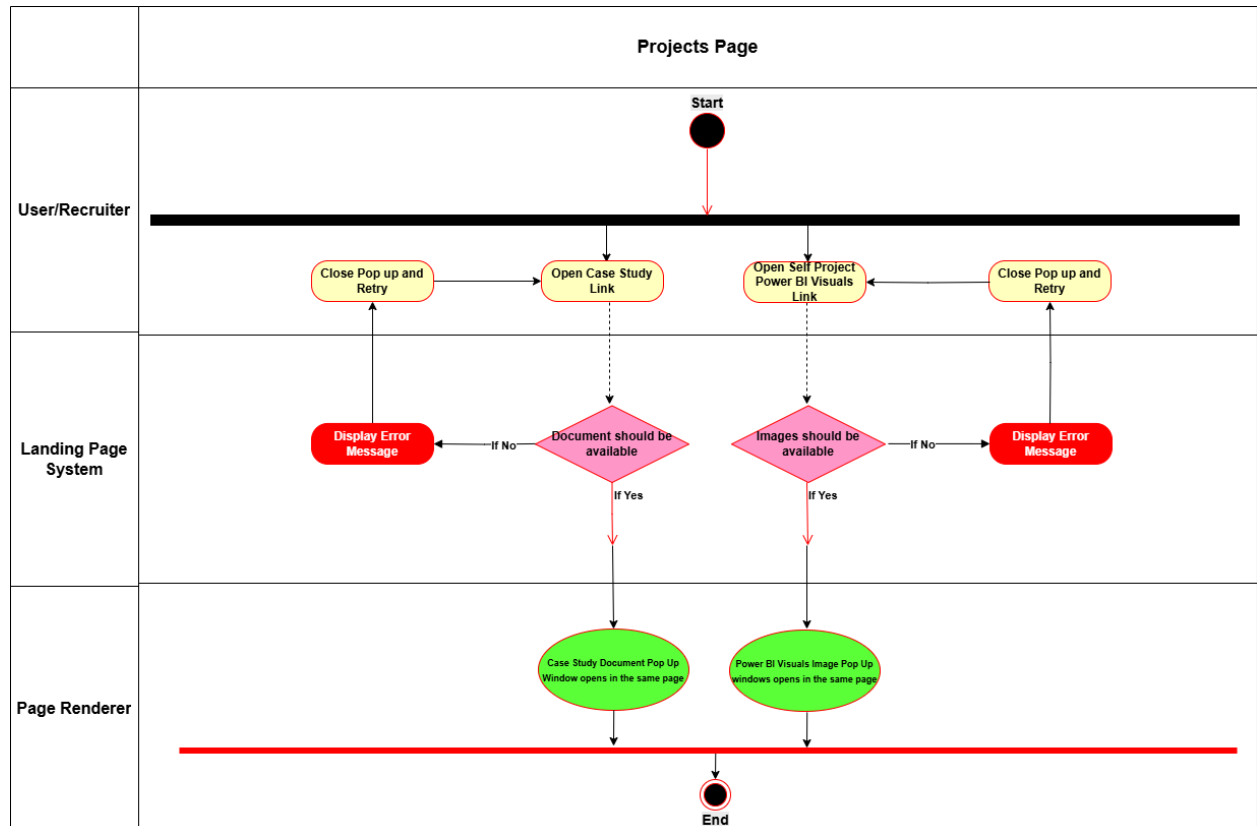 Projects Page
Start
User/Recruiter
Close Pop up and
Retry
Open Case Study
Link
Open Self Project
Power BI Visuals
Link
Close Pop up and
Retry
Landing Page
System
Display Error
Message
If No
Document should be
available
Images should be
available
If No
Display Error
Message
If Yes
If Yes
Page Renderer
Case Study Document Pop Up
Window opens in the same page
Power BI Visuals Image Pop Up
windows opens in the same page
End